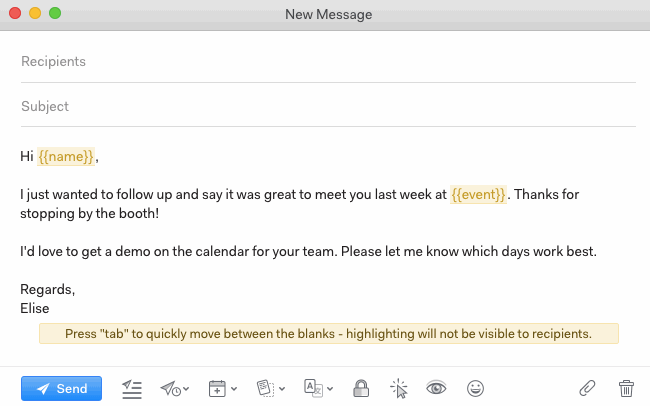 New Message
Recipients
Subject
Hi {{name}},
I just wanted to follow up and say it was great to meet you last week at {{event}}. Thanks for
stopping by the booth!
I'd love to get a demo on the calendar for your team. Please let me know which days work best.
Regards,
Elise
Press "tab" to quickly move between the blanks - highlighting will not be visible to recipients.
Send